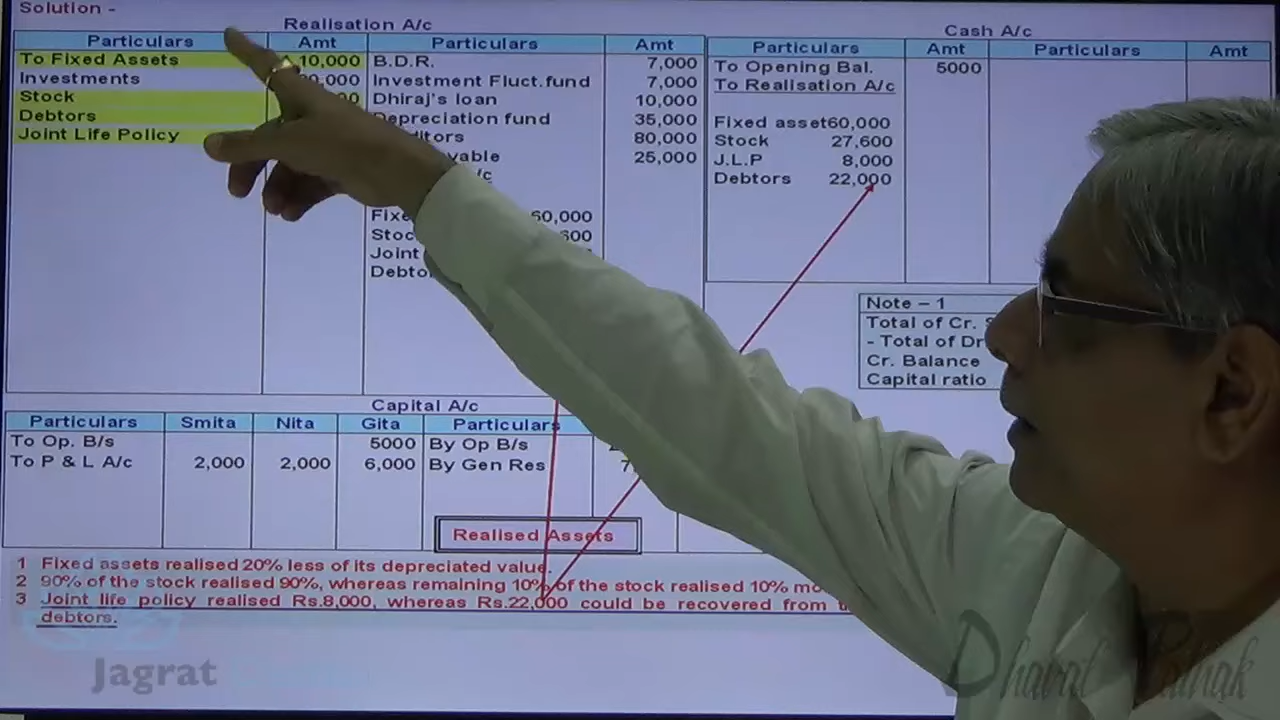 Solution -
Realisation A/c
Particulars Amt Particulars Amt
To Fixed Assets 10,000 B.D.R. 7,000
Investments Investment Fluct.fund 7,000
Stock Dhiraj's loan 10,000
Debtors Depreciation fund 35,000
Joint Life Policy 80,000
25,000
60,000
Joint
Cash A/c
Particulars Amt Particulars Amt
To Opening Bal. 5000
To Realisation A/c
Fixed asset60,000
Stock 27,600
J.L.P 8,000
Debtors 22,000
Note – 1
Total of Cr.
- Total of Dr
Cr. Balance
Capital ratio
Capital A/c
Particulars Smita Nita Gita Particulars
To Op. B/s 5000 By Op B/s
To P & L A/c 2,000 2,000 6,000 By Gen Res
Realised Assets
1 Fixed assets realised 20% less of its depreciated value.
2 90% of the stock realised 90%, whereas remaining 10% of the stock realised 10%
3 Joint life policy realised Rs.8,000, whereas Rs.22,000 could be recovered from
debtors.
Jagrat
Dharat Pathak